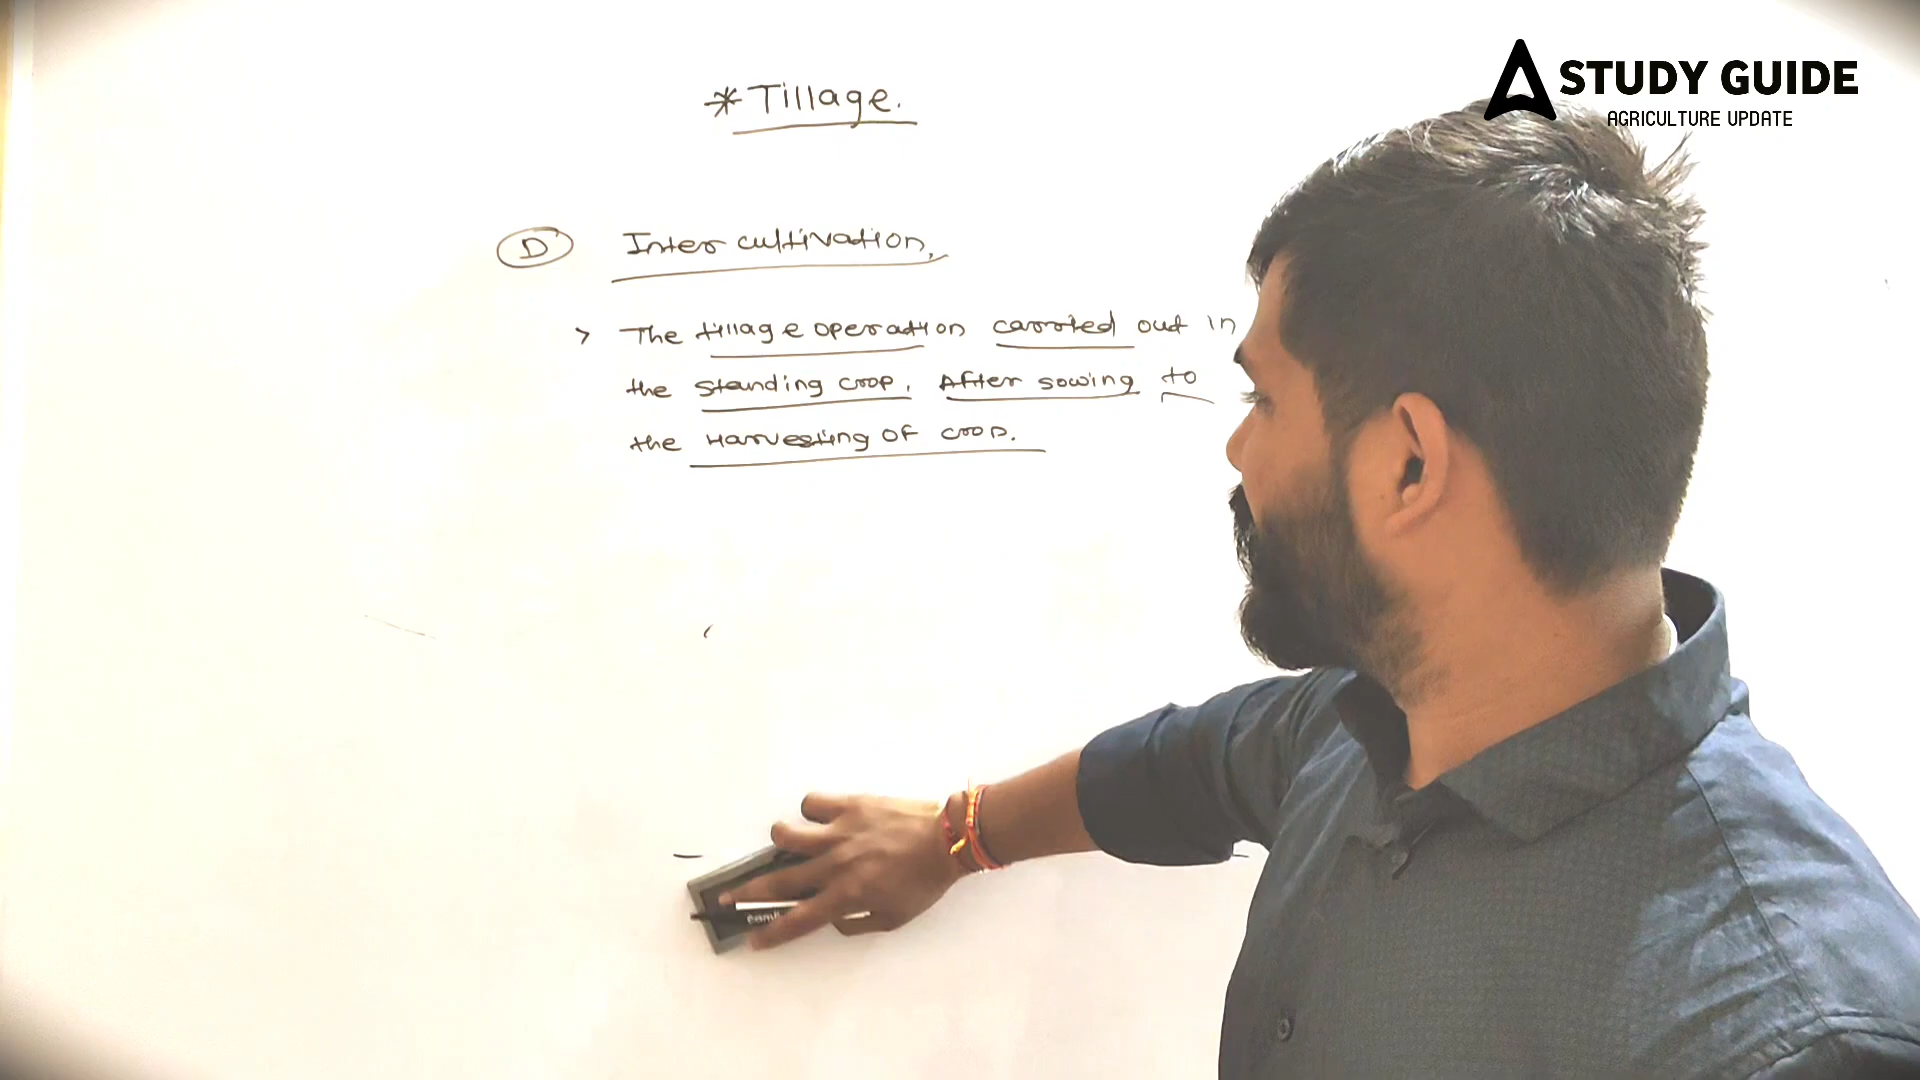 STUDY GUIDE
AGRICULTURE UPDATE
* Tillage.
D Inter cultivation,
> The tillage operation carried out in
the standing crop. After sowing to
the Harvesting of crop.